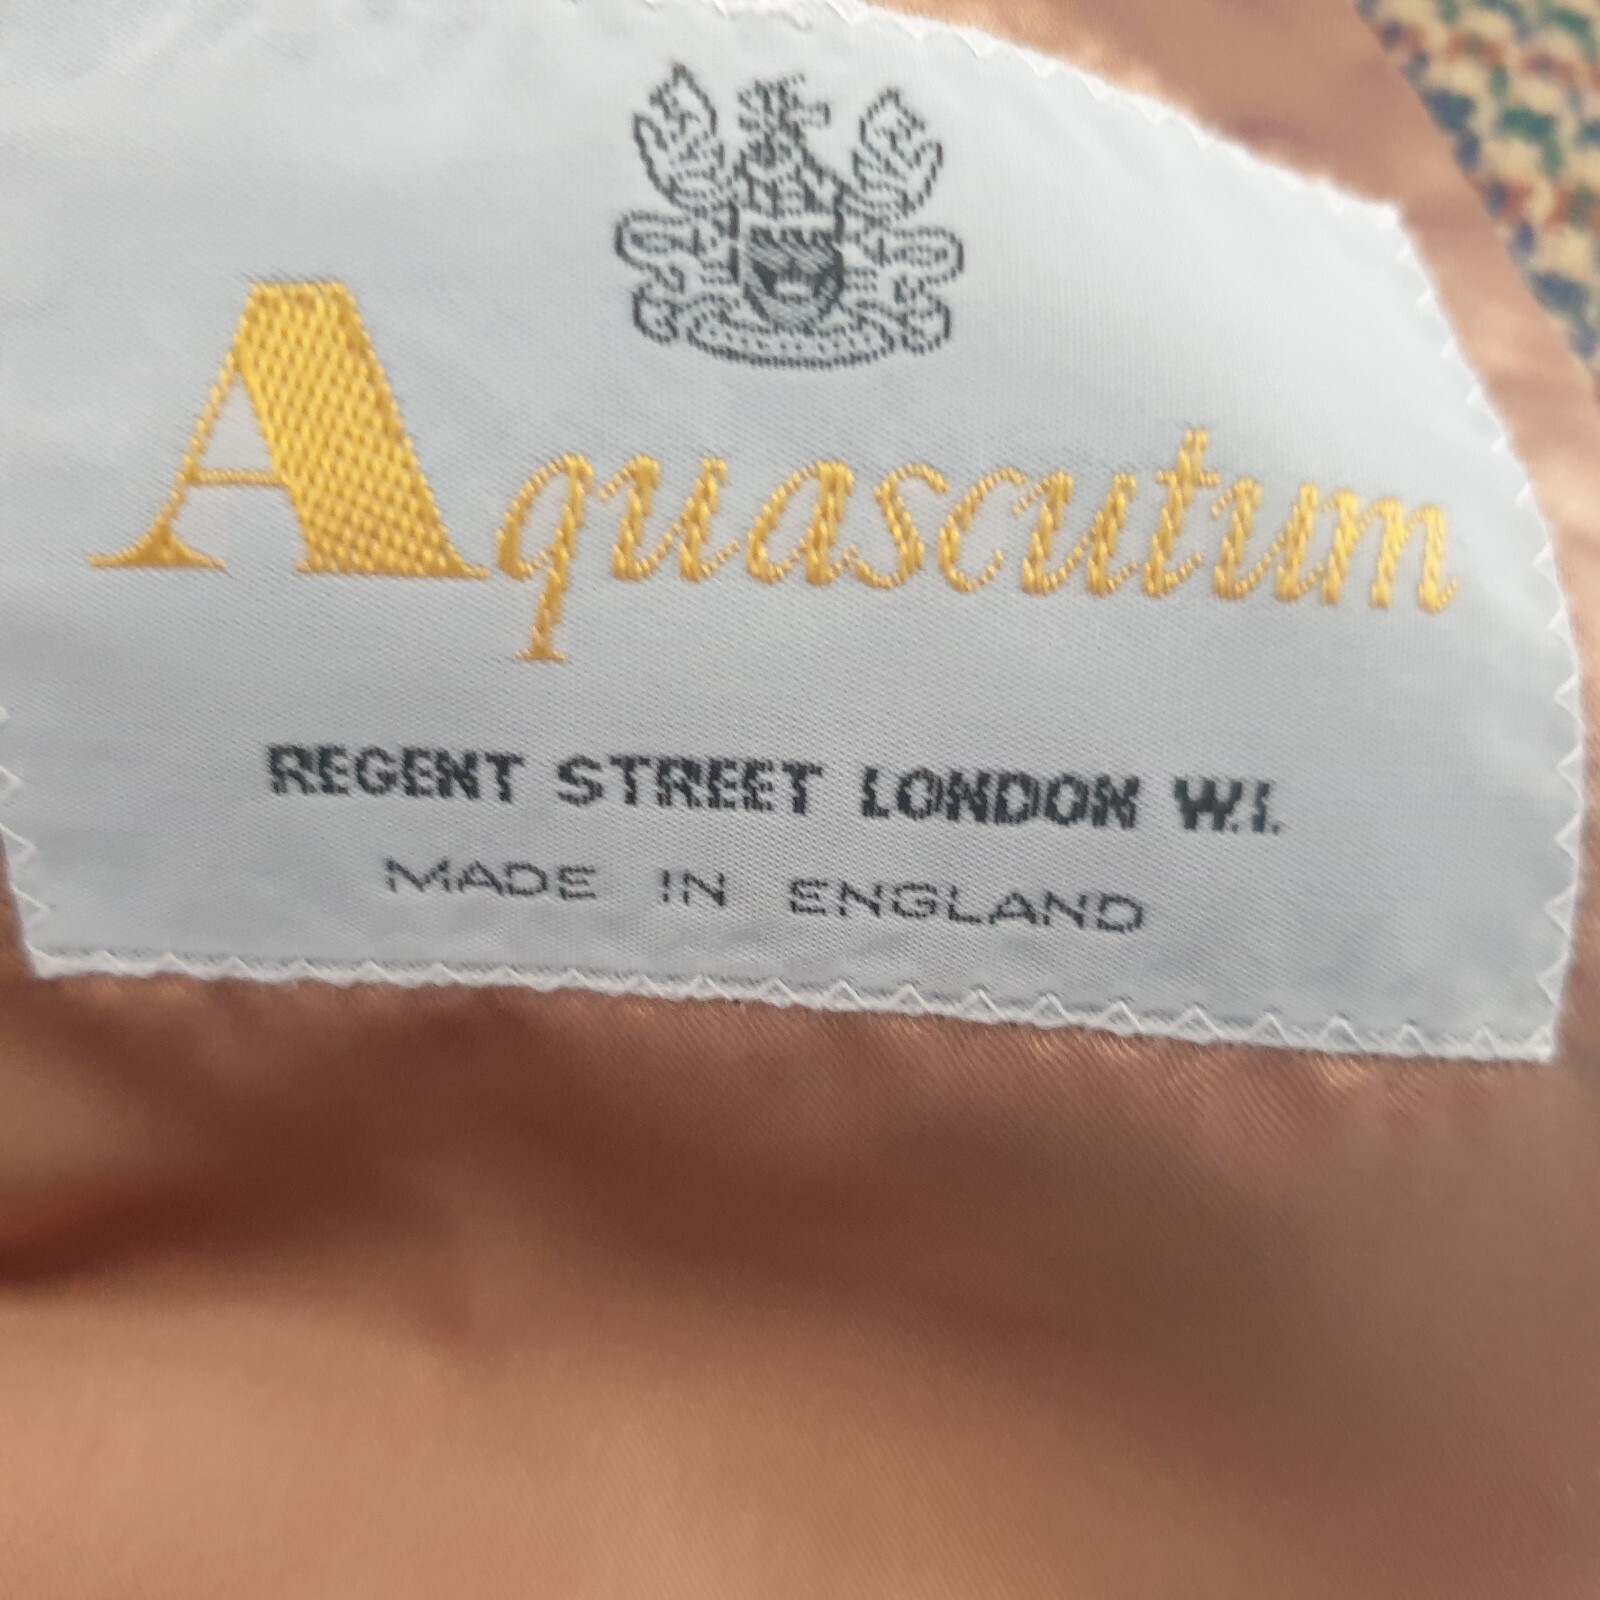 Aquascutum
REGENT STREET LONDON W.I.
MADE IN ENGLAND